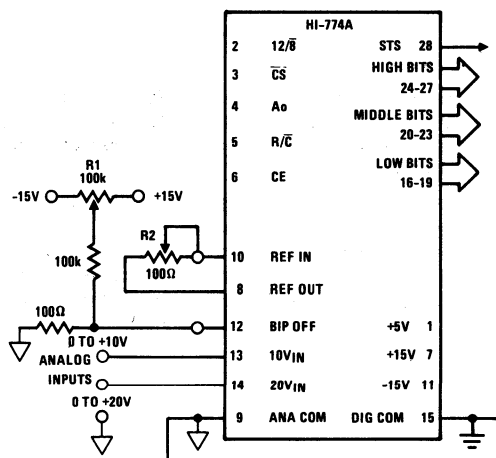 HI-774A
2 12/8̅ STS 28
3 C̅S̅ HIGH BITS
24-27
4 Ao MIDDLE BITS
20-23
5 R/C̅
6 CE LOW BITS
16-19
R1
100k
-15V +15V
100k
R2
100Ω
10 REF IN
8 REF OUT
100Ω
12 BIP OFF +5V 1
0 TO +10V
ANALOG
INPUTS
13 10VIN +15V 7
14 20VIN -15V 11
0 TO +20V
9 ANA COM DIG COM 15